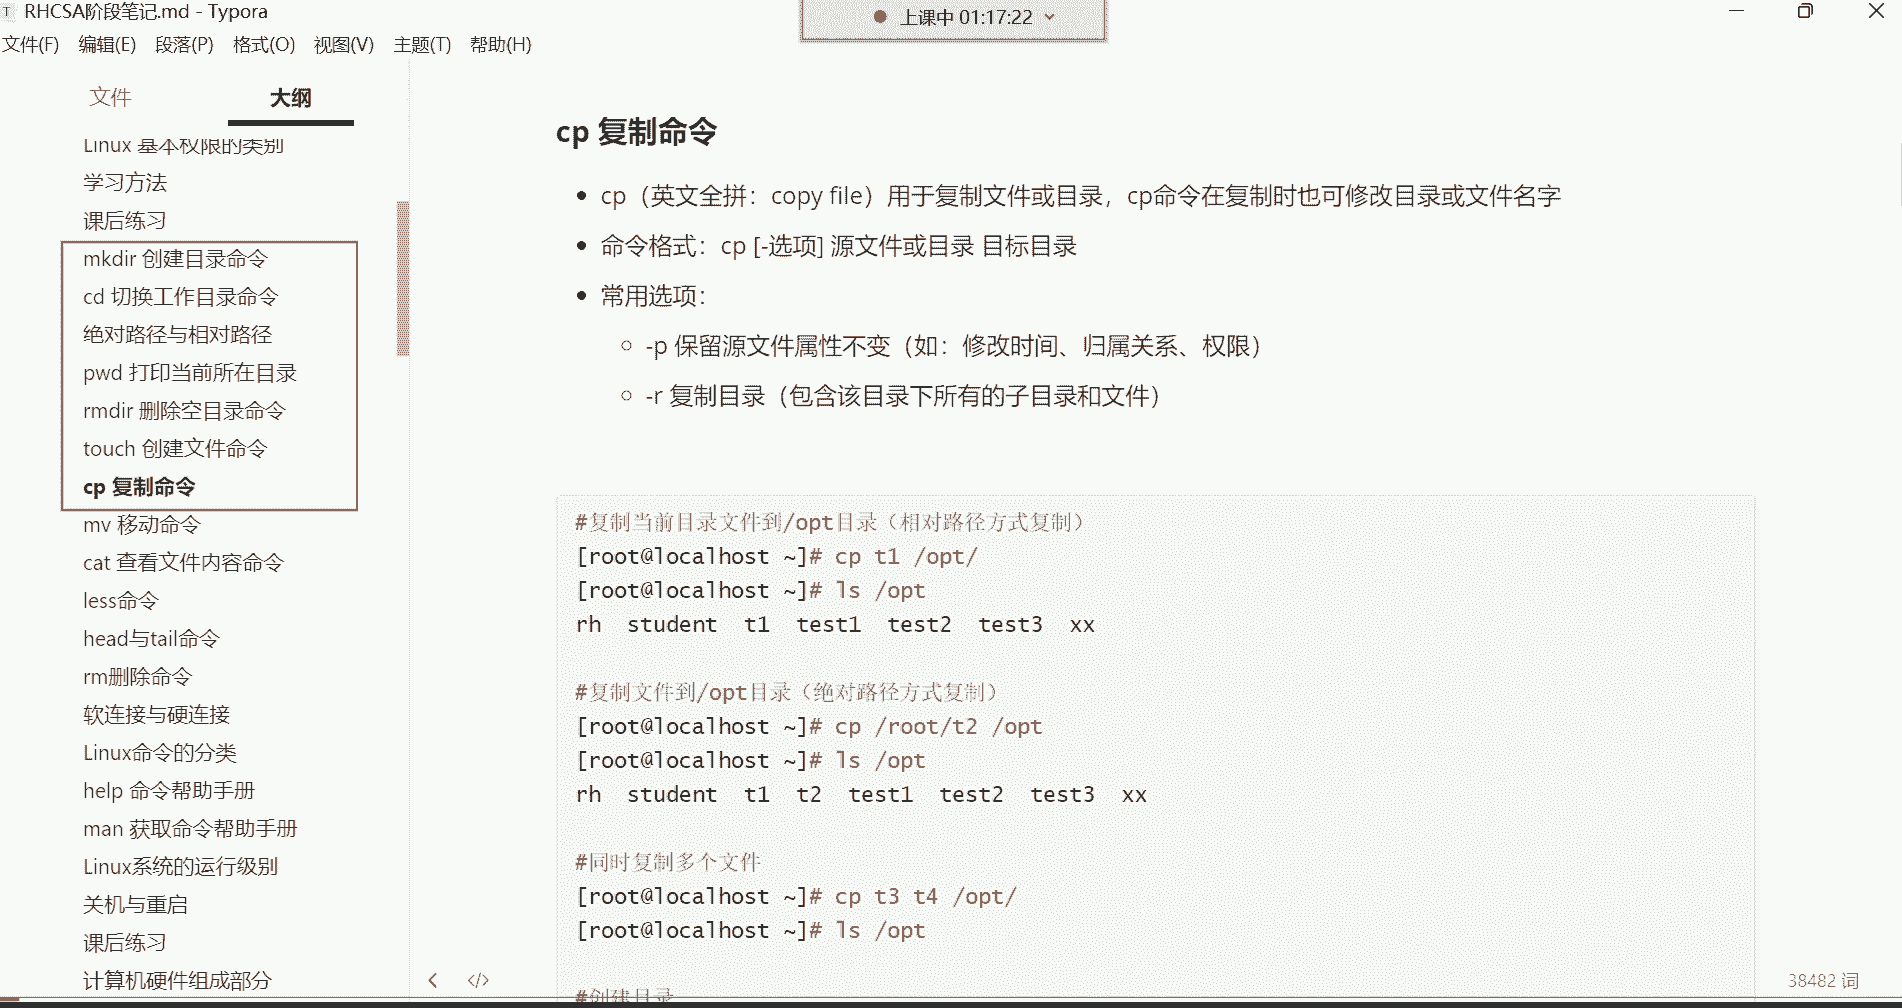 RHCSA阶段笔记.md - Typora
上课中 01:17:22
文件(F) 编辑(E) 段落(P) 格式(O) 视图(V) 主题(T) 帮助(H)
文件 大纲
Linux 基本权限的类别
学习方法
课后练习
mkdir 创建目录命令
cd 切换工作目录命令
绝对路径与相对路径
pwd 打印当前所在目录
rmdir 删除空目录命令
touch 创建文件命令
cp 复制命令
mv 移动命令
cat 查看文件内容命令
less命令
head与tail命令
rm删除命令
软连接与硬连接
Linux命令的分类
help 命令帮助手册
man 获取命令帮助手册
Linux系统的运行级别
关机与重启
课后练习
计算机硬件组成部分
cp 复制命令
cp（英文全拼：copy file）用于复制文件或目录，cp命令在复制时也可修改目录或文件名字
命令格式：cp [-选项] 源文件或目录 目标目录
常用选项：
-p 保留源文件属性不变（如：修改时间、归属关系、权限）
-r 复制目录（包含该目录下所有的子目录和文件）
#复制当前目录文件到/opt目录（相对路径方式复制）
[root@localhost ~]# cp t1 /opt/
[root@localhost ~]# ls /opt
rh student t1 test1 test2 test3 xx
#复制文件到/opt目录（绝对路径方式复制）
[root@localhost ~]# cp /root/t2 /opt
[root@localhost ~]# ls /opt
rh student t1 t2 test1 test2 test3 xx
#同时复制多个文件
[root@localhost ~]# cp t3 t4 /opt/
[root@localhost ~]# ls /opt
#创建目录
38482 词